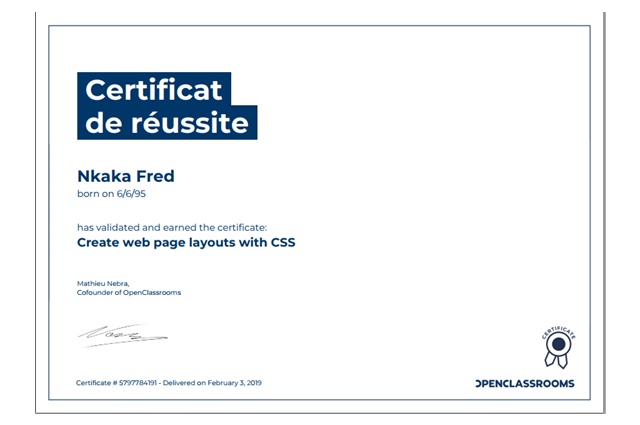 Certificat
de réussite
Nkaka Fred
born on 6/6/95
has validated and earned the certificate:
Create web page layouts with CSS
Mathieu Nebra,
Cofounder of OpenClassrooms
CERTIFICATE
Certificate # 5797784191 - Delivered on February 3, 2019
OPENCLASSROOMS